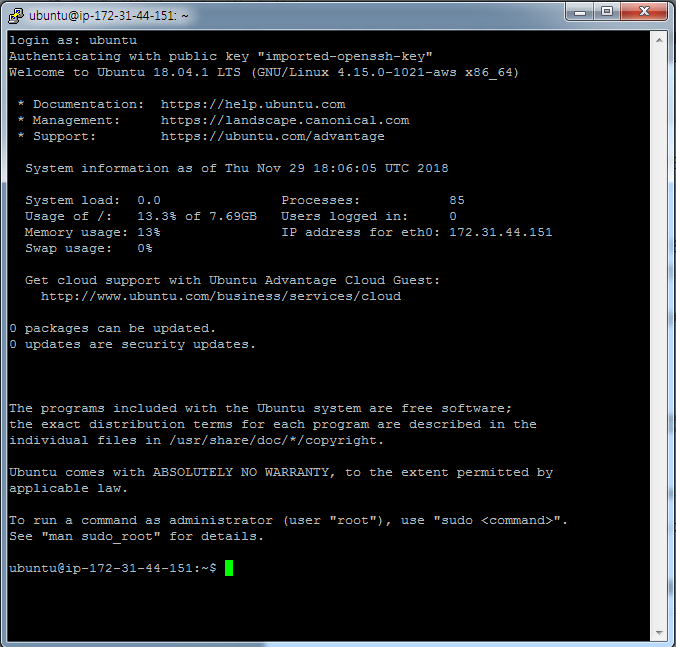 ubuntu@ip-172-31-44-151: ~
login as: ubuntu
Authenticating with public key "imported-openssh-key"
Welcome to Ubuntu 18.04.1 LTS (GNU/Linux 4.15.0-1021-aws x86_64)
* Documentation:  https://help.ubuntu.com
* Management:     https://landscape.canonical.com
* Support:        https://ubuntu.com/advantage
System information as of Thu Nov 29 18:06:05 UTC 2018
System load:  0.0               Processes:           85
Usage of /:   13.3% of 7.69GB   Users logged in:     0
Memory usage: 13%               IP address for eth0: 172.31.44.151
Swap usage:   0%
Get cloud support with Ubuntu Advantage Cloud Guest:
http://www.ubuntu.com/business/services/cloud
0 packages can be updated.
0 updates are security updates.
The programs included with the Ubuntu system are free software;
the exact distribution terms for each program are described in the
individual files in /usr/share/doc/*/copyright.
Ubuntu comes with ABSOLUTELY NO WARRANTY, to the extent permitted by
applicable law.
To run a command as administrator (user "root"), use "sudo <command>".
See "man sudo_root" for details.
ubuntu@ip-172-31-44-151:~$